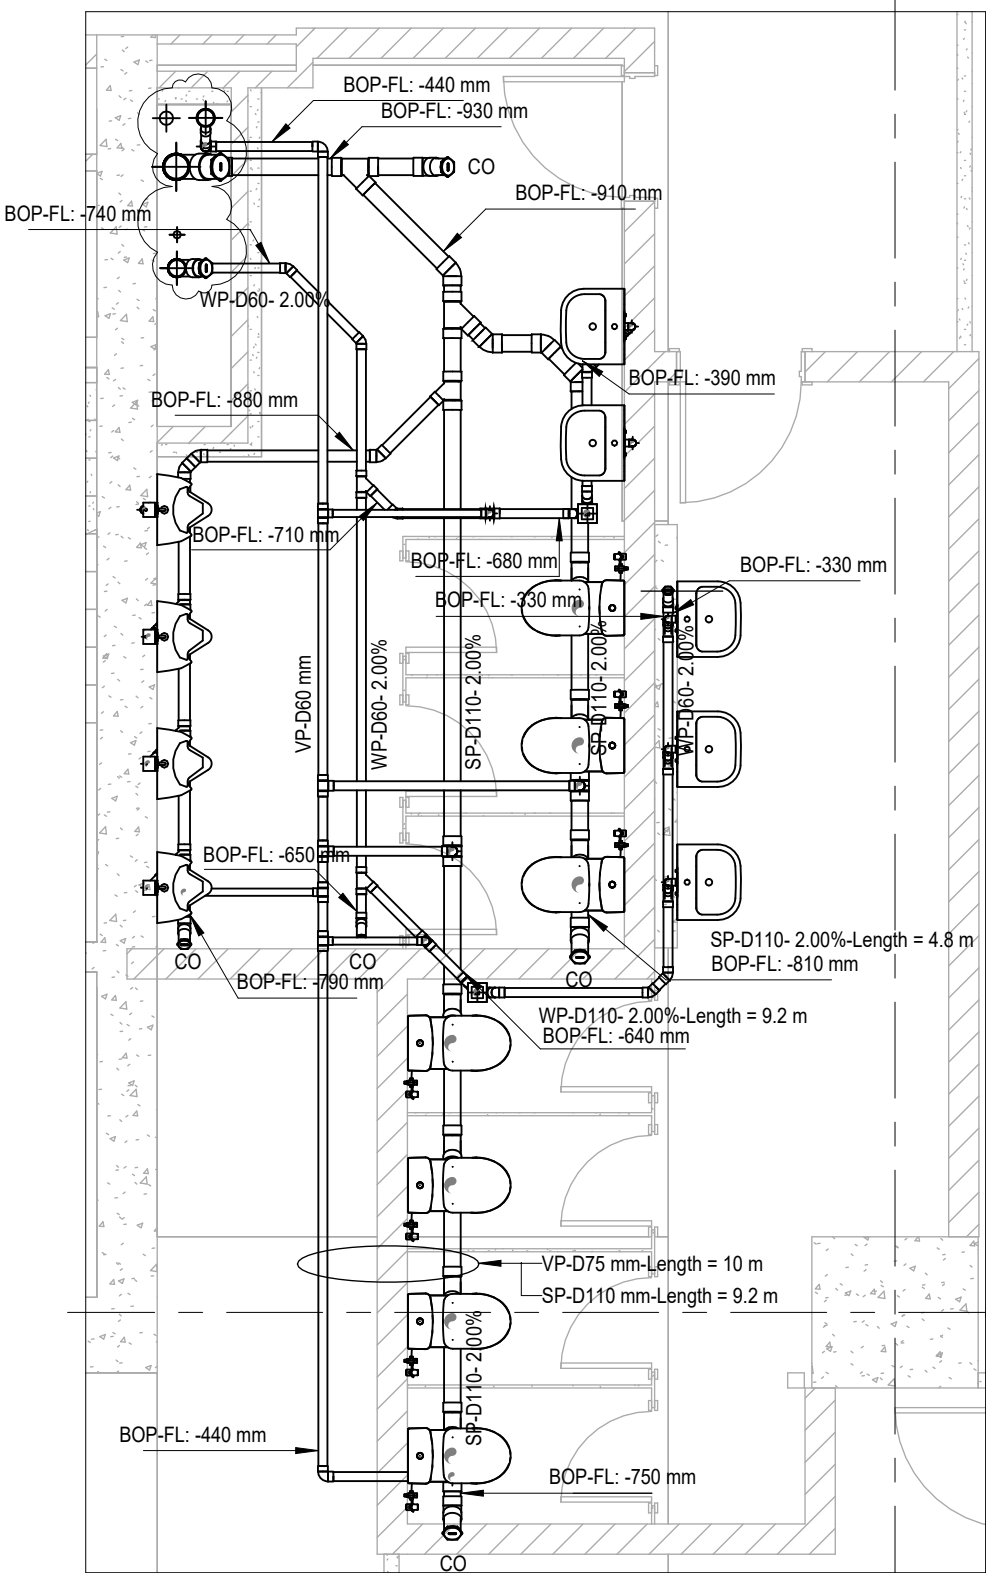 BOP-FL: -440 mm
BOP-FL: -930 mm
CO
BOP-FL: -910 mm
BOP-FL: -740 mm
WP-D60- 2.00%
BOP-FL: -390 mm
BOP-FL: -880 mm
BOP-FL: -710 mm
BOP-FL: -680 mm
BOP-FL: -330 mm
BOP-FL: -330 mm
VP-D60 mm
WP-D60- 2.00%
SP-D110- 2.00%
SP-D110- 2.00%
WP-D60- 2.00%
BOP-FL: -650 mm
SP-D110- 2.00%-Length = 4.8 m
BOP-FL: -810 mm
CO
CO
CO
BOP-FL: -790 mm
WP-D110- 2.00%-Length = 9.2 m
BOP-FL: -640 mm
VP-D75 mm-Length = 10 m
SP-D110 mm-Length = 9.2 m
SP-D110- 2.00%
BOP-FL: -440 mm
BOP-FL: -750 mm
CO